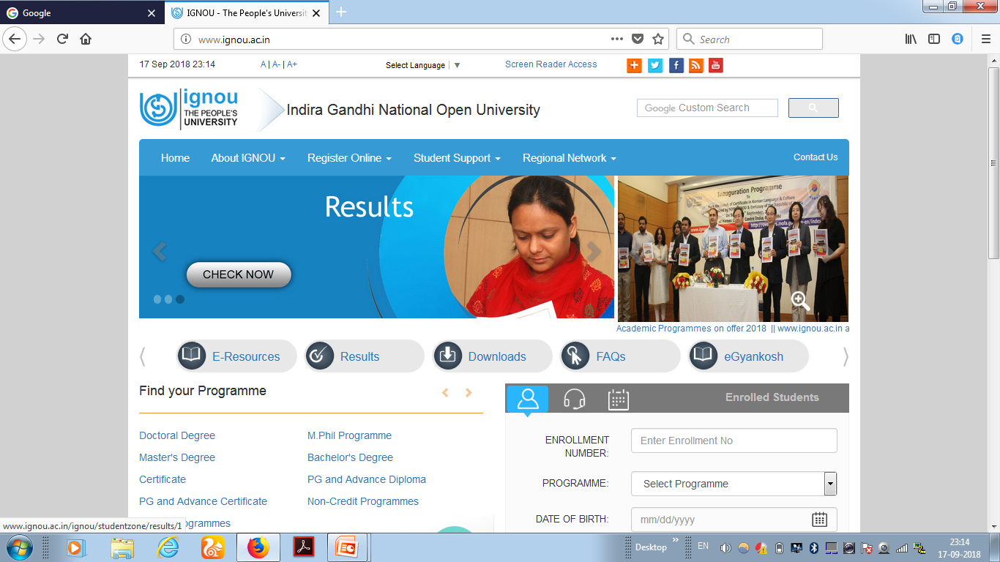 Google
IGNOU - The People's Universit
www.ignou.ac.in
Search
17 Sep 2018 23:14
A | A- | A+
Select Language
Screen Reader Access
ignou
THE PEOPLE'S
UNIVERSITY
Indira Gandhi National Open University
Google Custom Search
Home
About IGNOU
Register Online
Student Support
Regional Network
Contact Us
Results
CHECK NOW
Inauguration Programme
Academic Programmes on offer 2018 || www.ignou.ac.in a
E-Resources
Results
Downloads
FAQs
eGyankosh
Find your Programme
Doctoral Degree
M.Phil Programme
Master's Degree
Bachelor's Degree
Certificate
PG and Advance Diploma
PG and Advance Certificate
Non-Credit Programmes
ogrammes
Enrolled Students
ENROLLMENT
NUMBER:
Enter Enrollment No
PROGRAMME:
Select Programme
DATE OF BIRTH:
mm/dd/yyyy
www.ignou.ac.in/ignou/studentzone/results/1
Desktop
EN
23:14
17-09-2018